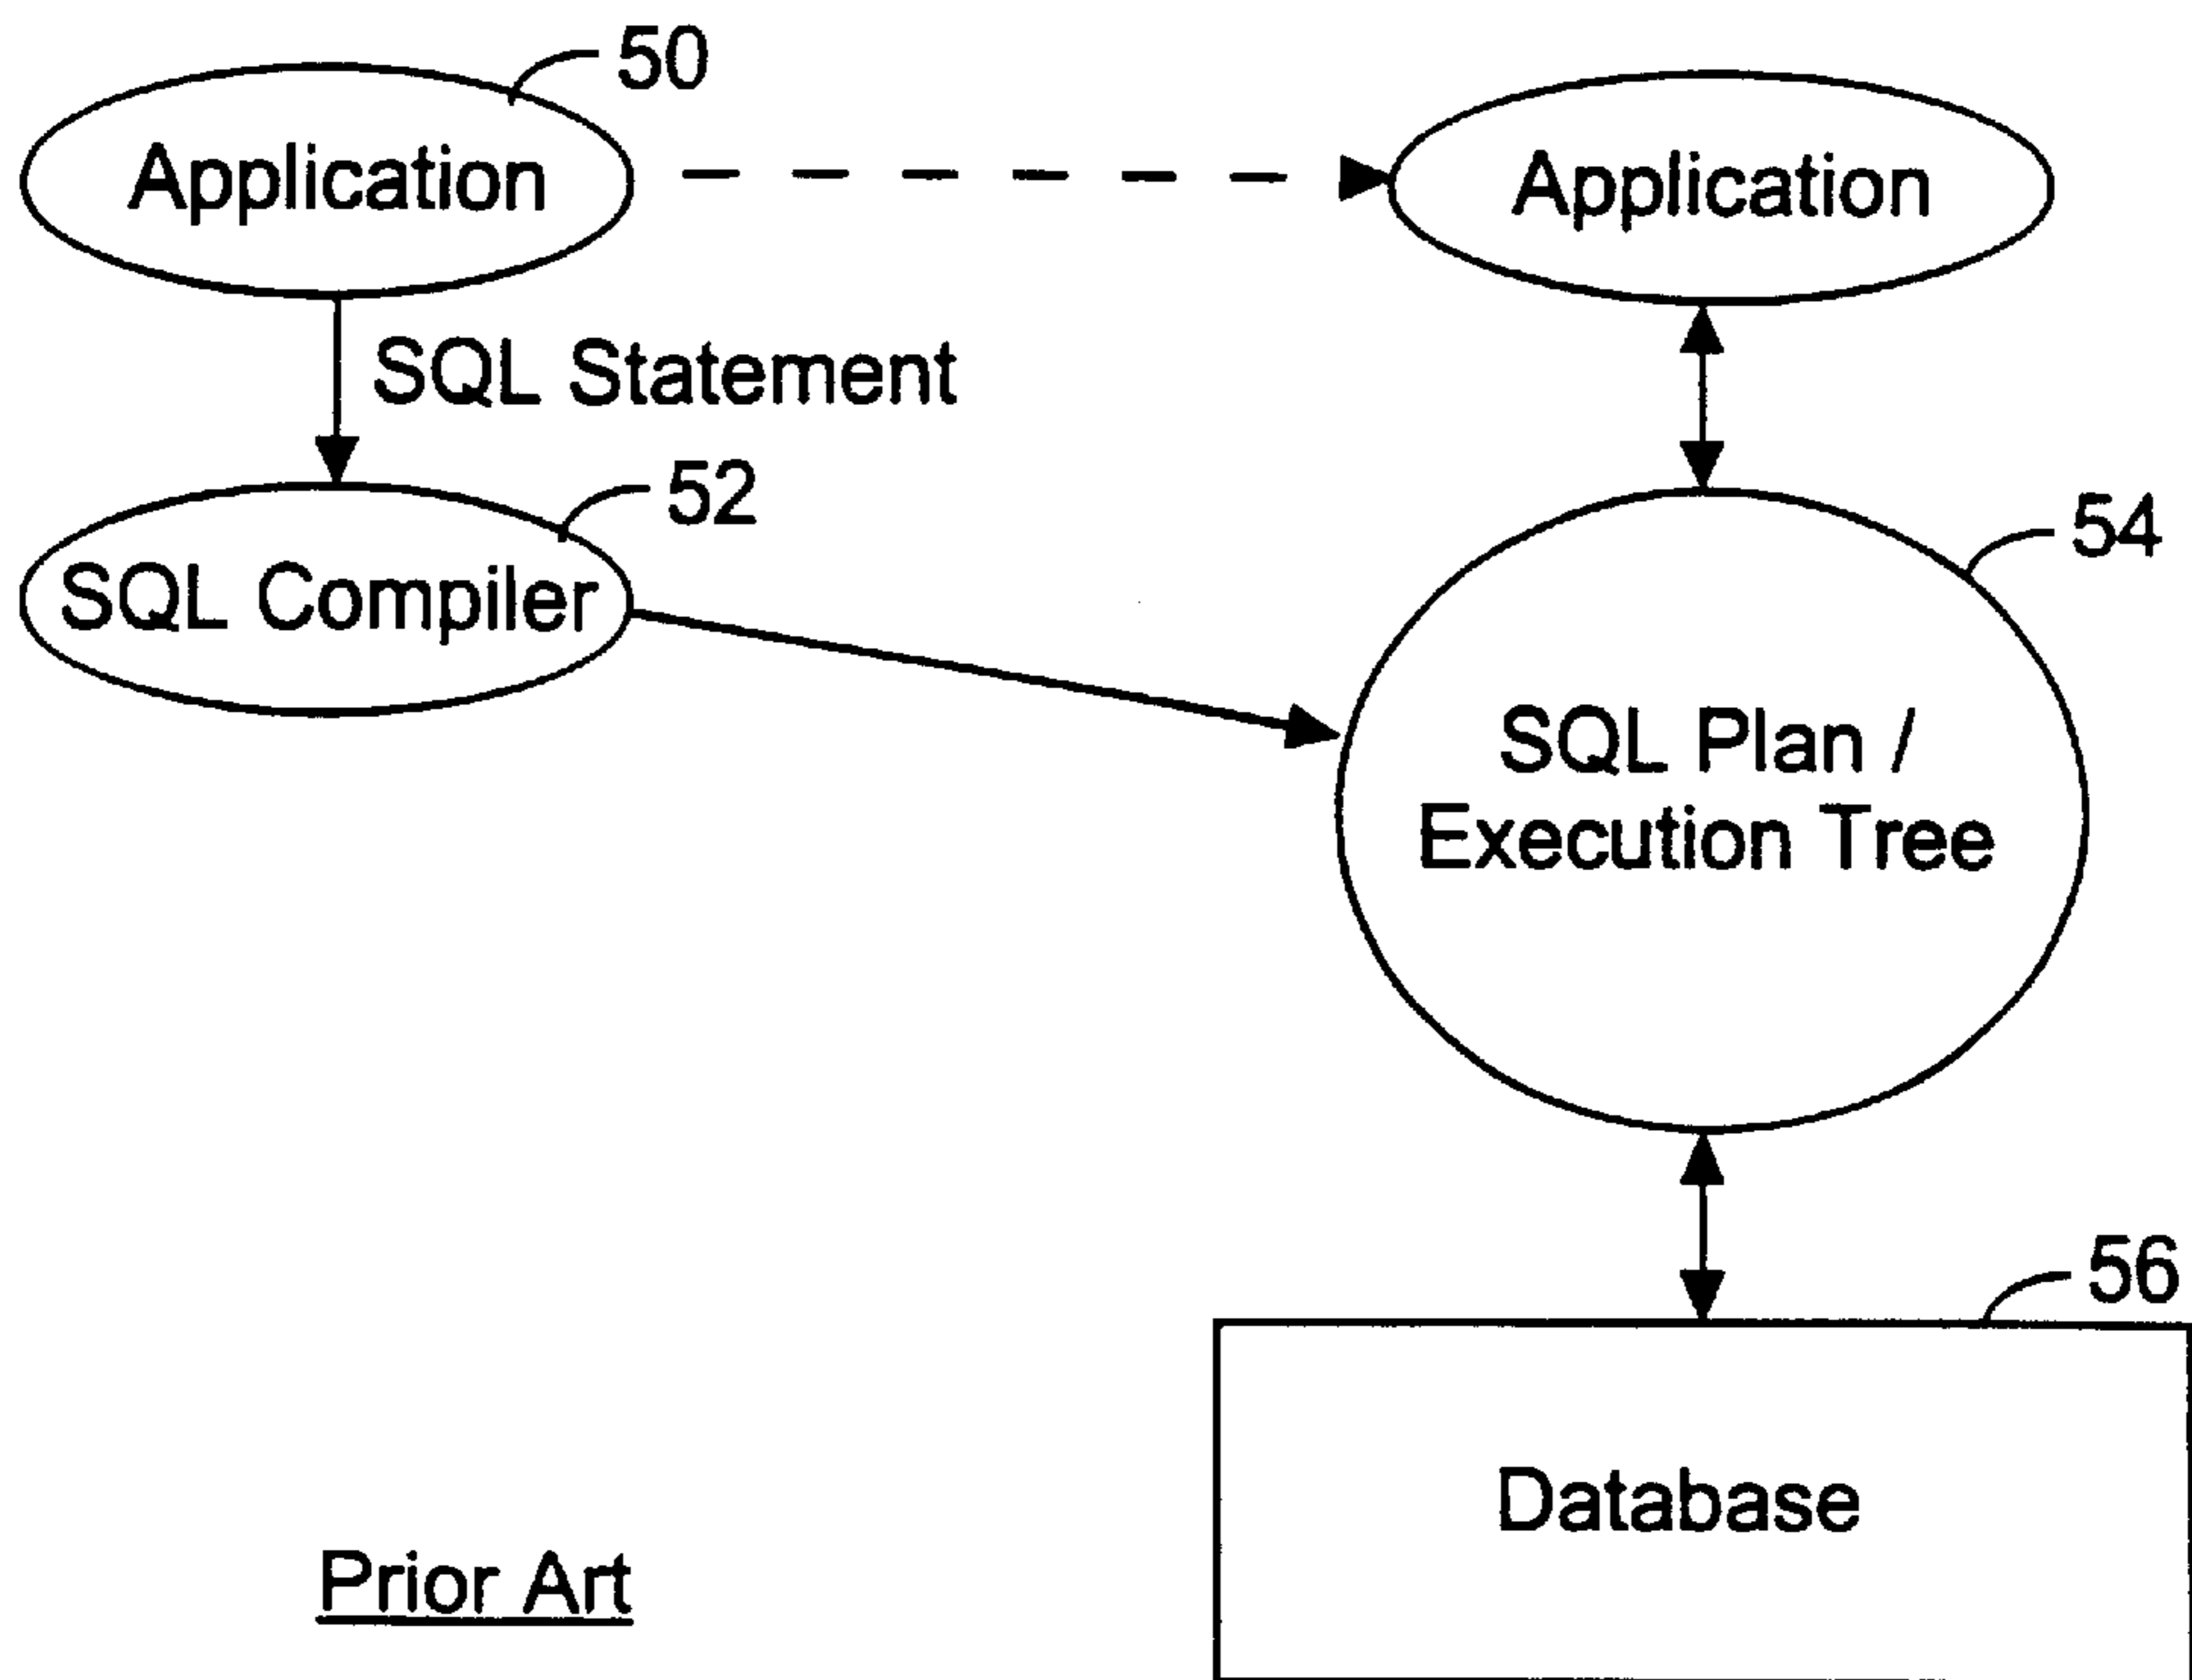 50
Application
Application
SQL Statement
52
SQL Compiler
54
SQL Plan /
Execution Tree
56
Database
Prior Art